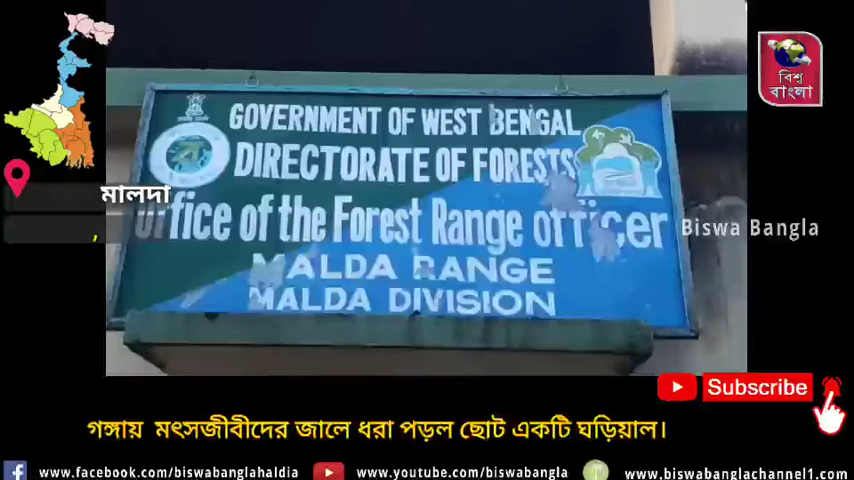 বিশ্ব
বাংলা
GOVERNMENT OF WEST BENGAL
DIRECTORATE OF FORESTS
Office of the Forest Range Officer
MALDA RANGE
MALDA DIVISION
মালদা
Biswa Bangla
Subscribe
গঙ্গায় মৎসজীবীদের জালে ধরা পড়ল ছোট একটি ঘড়িয়াল।
www.facebook.com/biswabanglahaldia
www.youtube.com/biswabangla
www.biswabanglachannel1.com